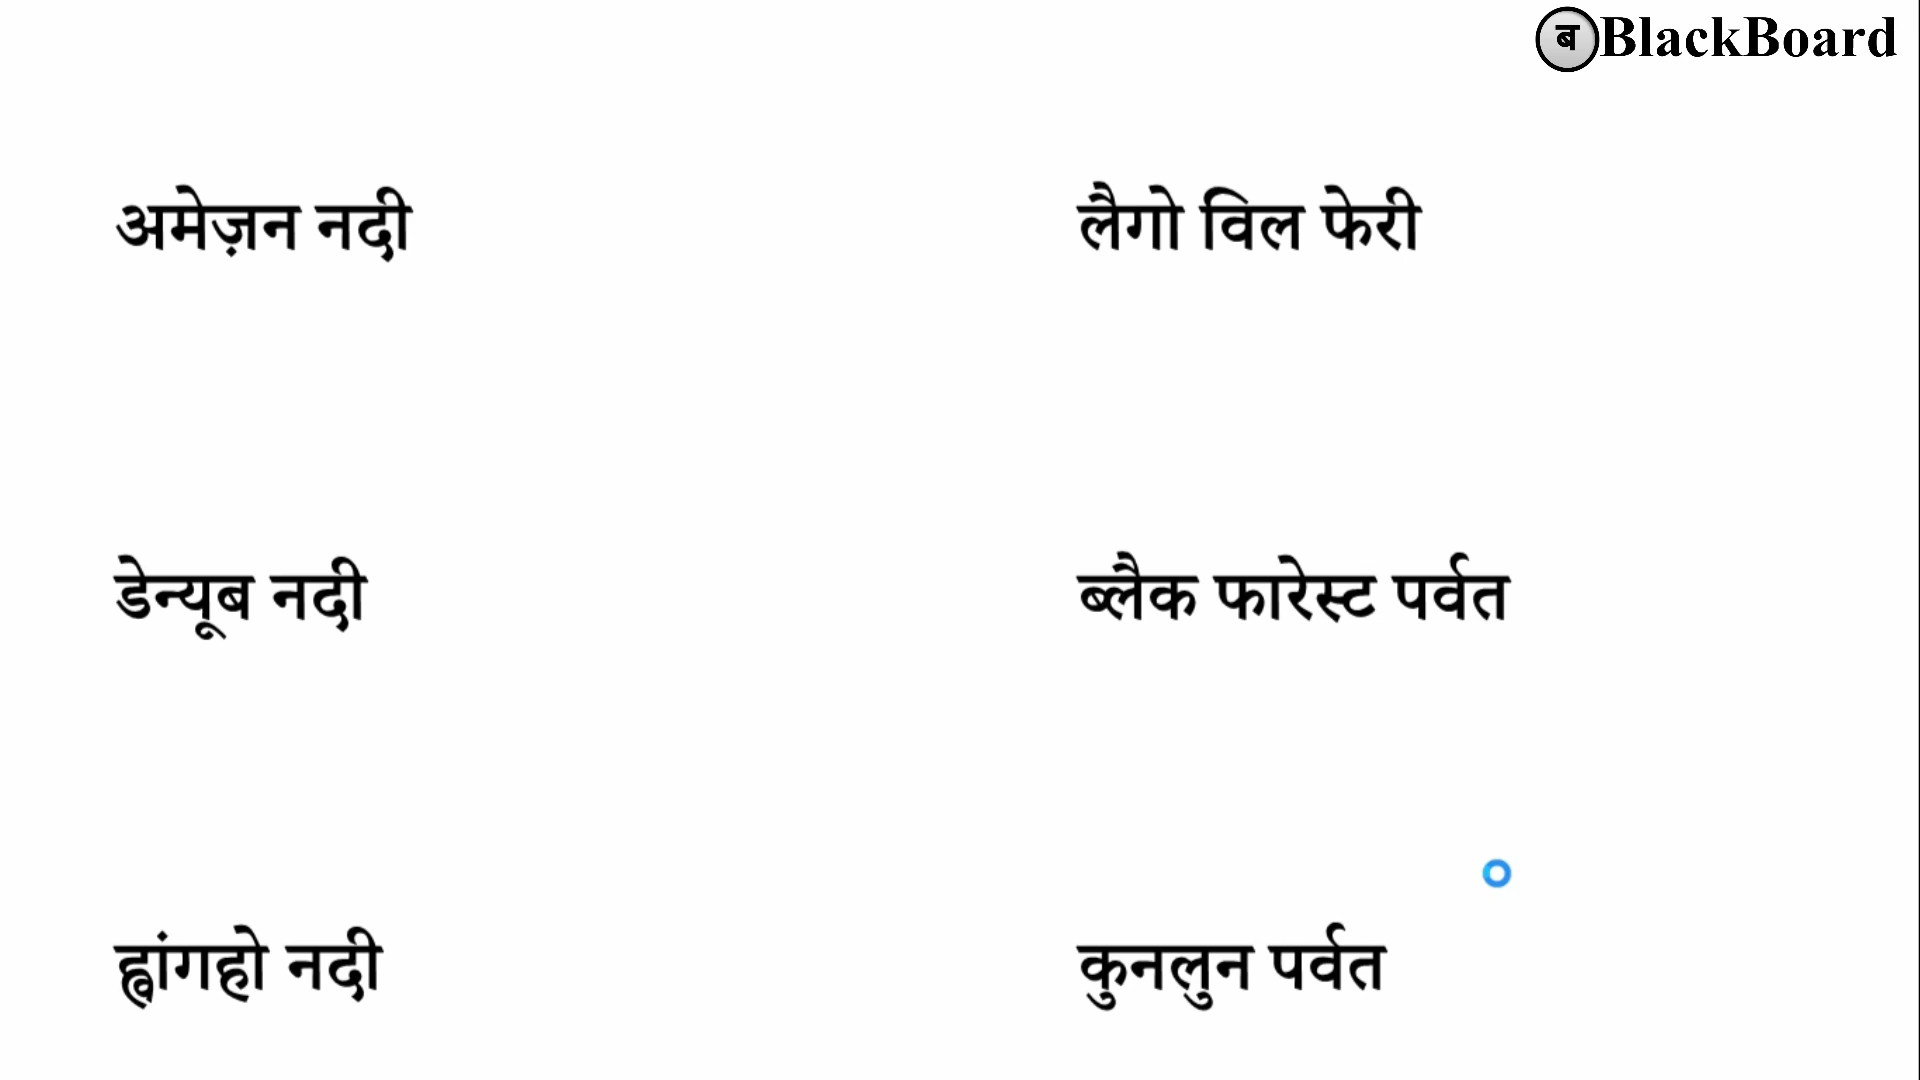 ब BlackBoard
अमेज़न नदी लैगो विल फेरी
डेन्यूब नदी ब्लैक फारेस्ट पर्वत
ह्वांगहो नदी कुनलुन पर्वत